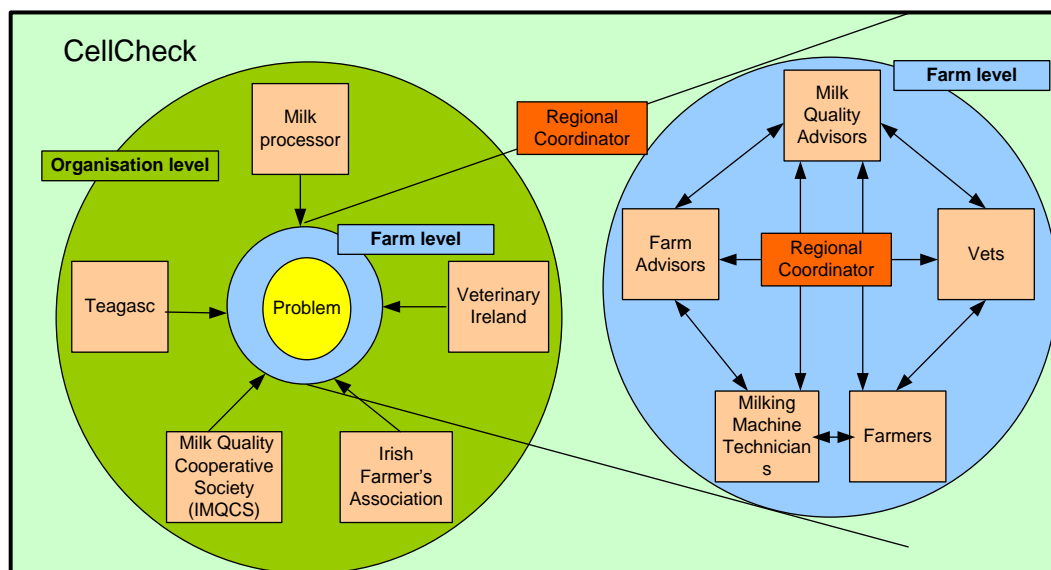 CellCheck
Organisation level
Milk
processor
Farm level
Problem
Teagasc
Veterinary
Ireland
Milk Quality
Cooperative
Society
(IMQCS)
Irish
Farmer's
Association
Regional
Coordinator
Farm level
Milk
Quality
Advisors
Farm
Advisors
Regional
Coordinator
Vets
Milking
Machine
Technician
s
Farmers